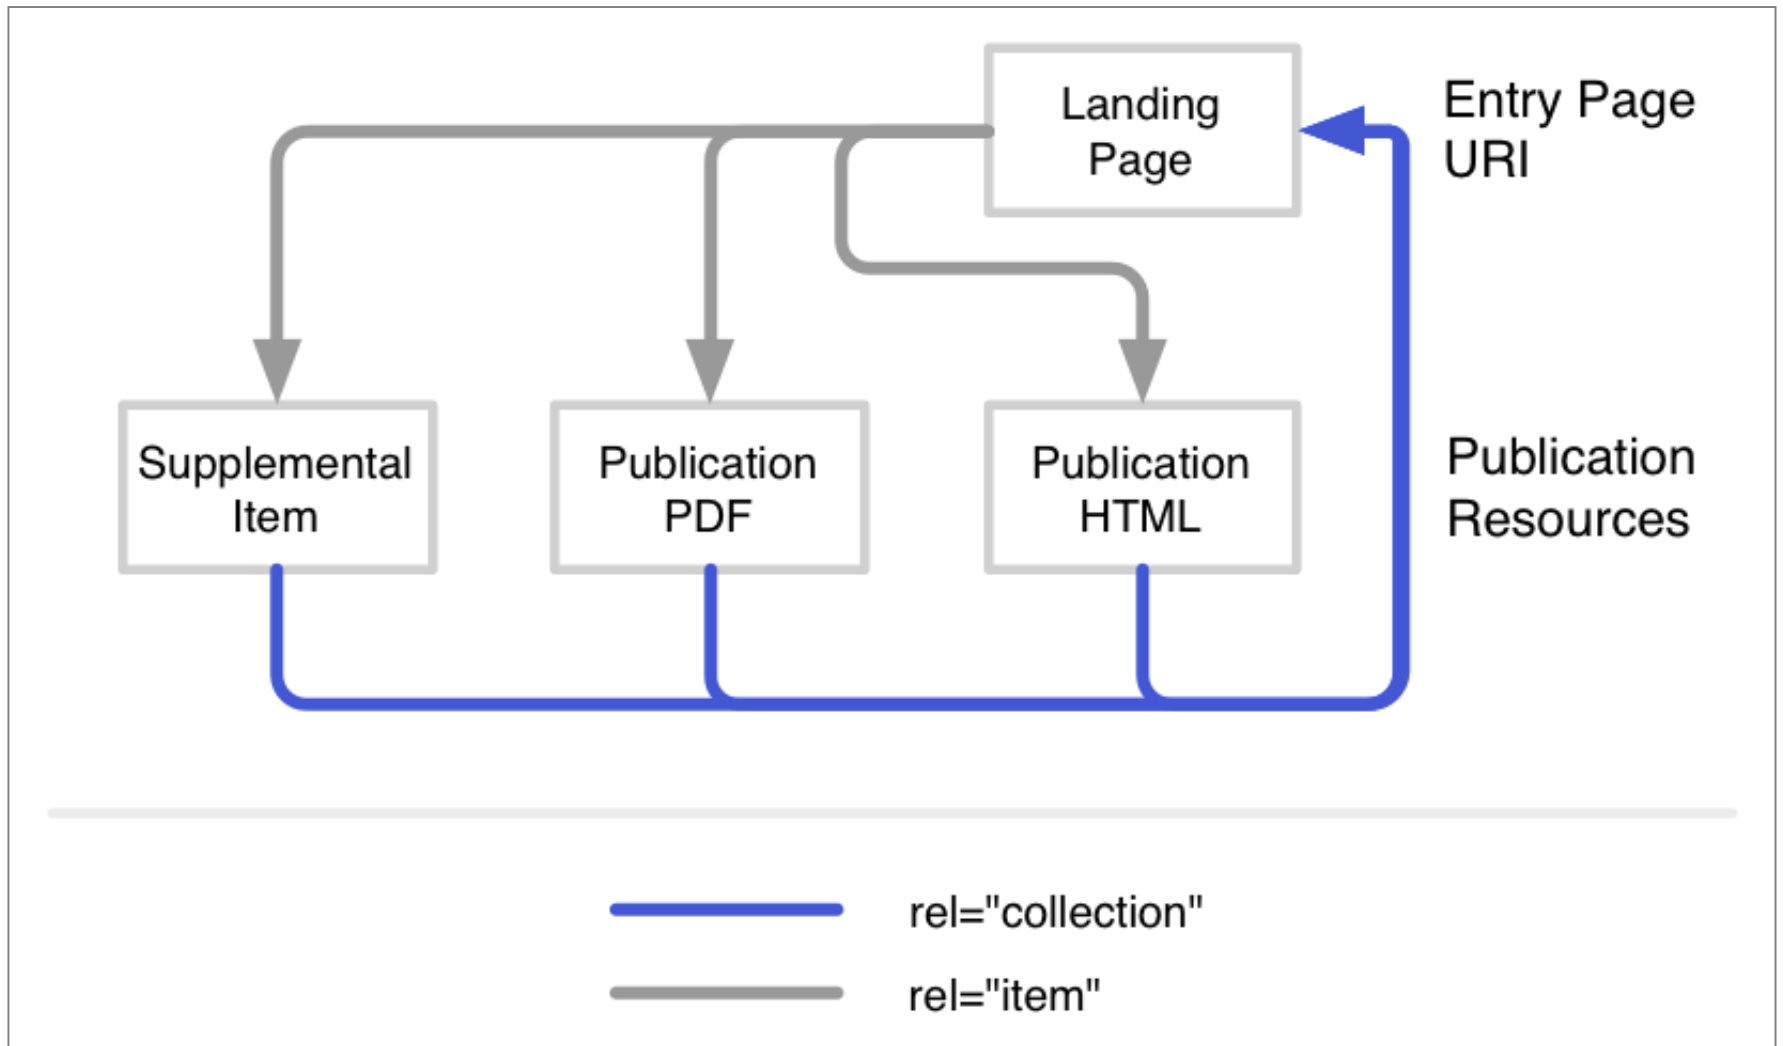 Landing
Page
Entry Page
URI
Supplemental
Item
Publication
PDF
Publication
HTML
Publication
Resources
rel="collection"
rel="item"